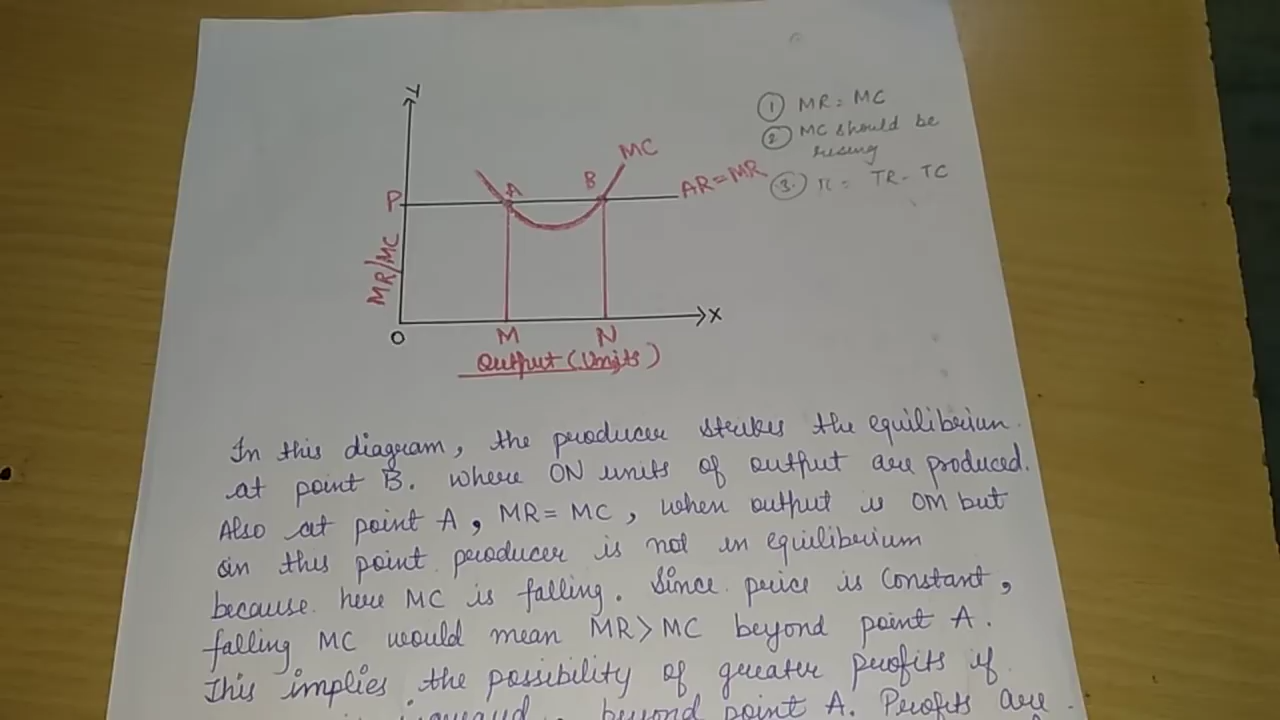 Y
① MR = MC
② MC should be
rising
③. π = TR - TC
MC
A
B
AR = MR
P
MR/MC
O
M
N
X
Output (Units)
In this diagram, the producer strikes the equilibrium
at point B. where ON units of output are produced.
Also at point A, MR = MC, when output is OM but
in this point producer is not in equilibrium
because here MC is falling. Since price is constant,
falling MC would mean MR > MC beyond point A.
This implies the possibility of greater profits if
beyond point A. Profits are